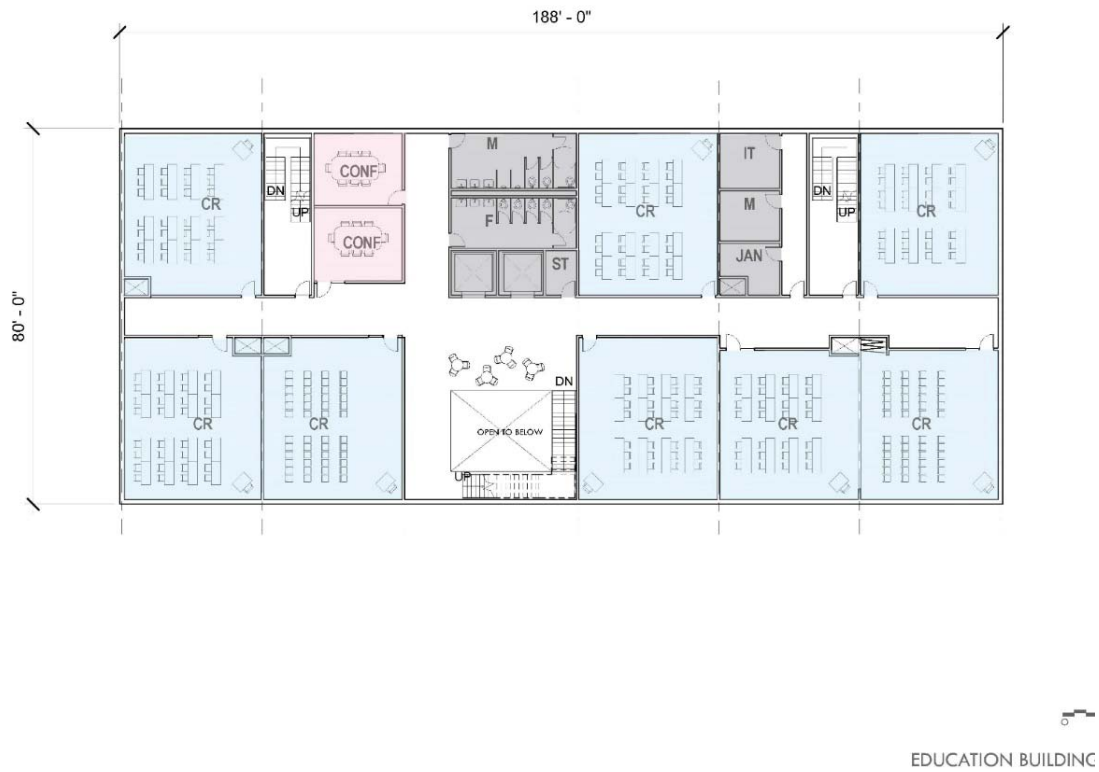 188' - 0"
80' - 0"
M
IT
CONF
DN
UP
CR
CR
M
DN
UP
CR
CR
F
CONF
ST
JAN
DN
OPEN TO BELOW
UP
CR
CR
CR
CR
CR
EDUCATION BUILDING